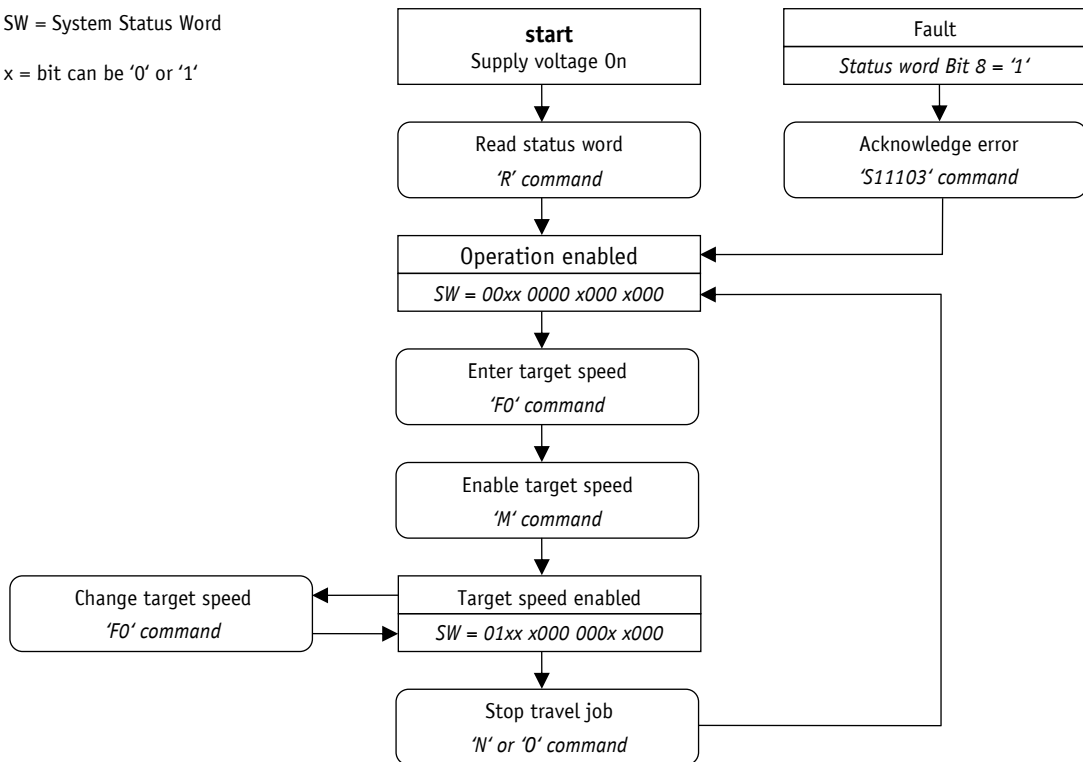 SW = System Status Word
x = bit can be ‘0‘ or ‘1‘
start
Supply voltage On
Fault
Status word Bit 8 = ‘1‘
Read status word
‘R‘ command
Acknowledge error
‘S11103‘ command
Operation enabled
SW = 00xx 0000 x000 x000
Enter target speed
‘F0‘ command
Enable target speed
‘M‘ command
Change target speed
‘F0‘ command
Target speed enabled
SW = 01xx x000 000x x000
Stop travel job
‘N‘ or ‘O‘ command